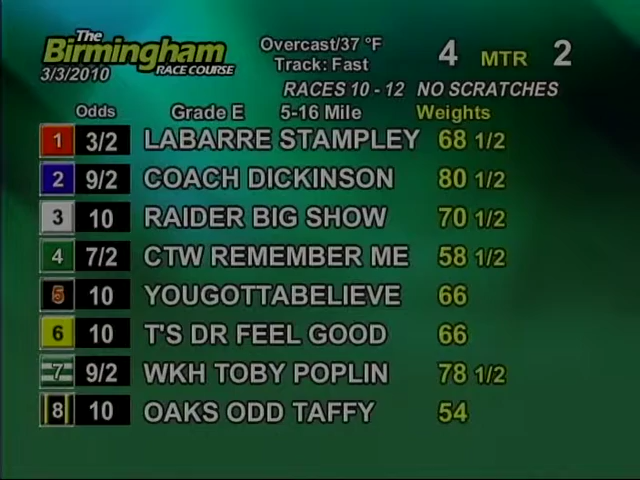 The
Birmingham
RACE COURSE
3/3/2010
Overcast/37 °F
Track: Fast
4 MTR 2
RACES 10 - 12 NO SCRATCHES
Odds Grade E 5-16 Mile Weights
1 3/2 LABARRE STAMPLEY 68 1/2
2 9/2 COACH DICKINSON 80 1/2
3 10 RAIDER BIG SHOW 70 1/2
4 7/2 CTW REMEMBER ME 58 1/2
5 10 YOUGOTTABELIEVE 66
6 10 T'S DR FEEL GOOD 66
7 9/2 WKH TOBY POPLIN 78 1/2
8 10 OAKS ODD TAFFY 54